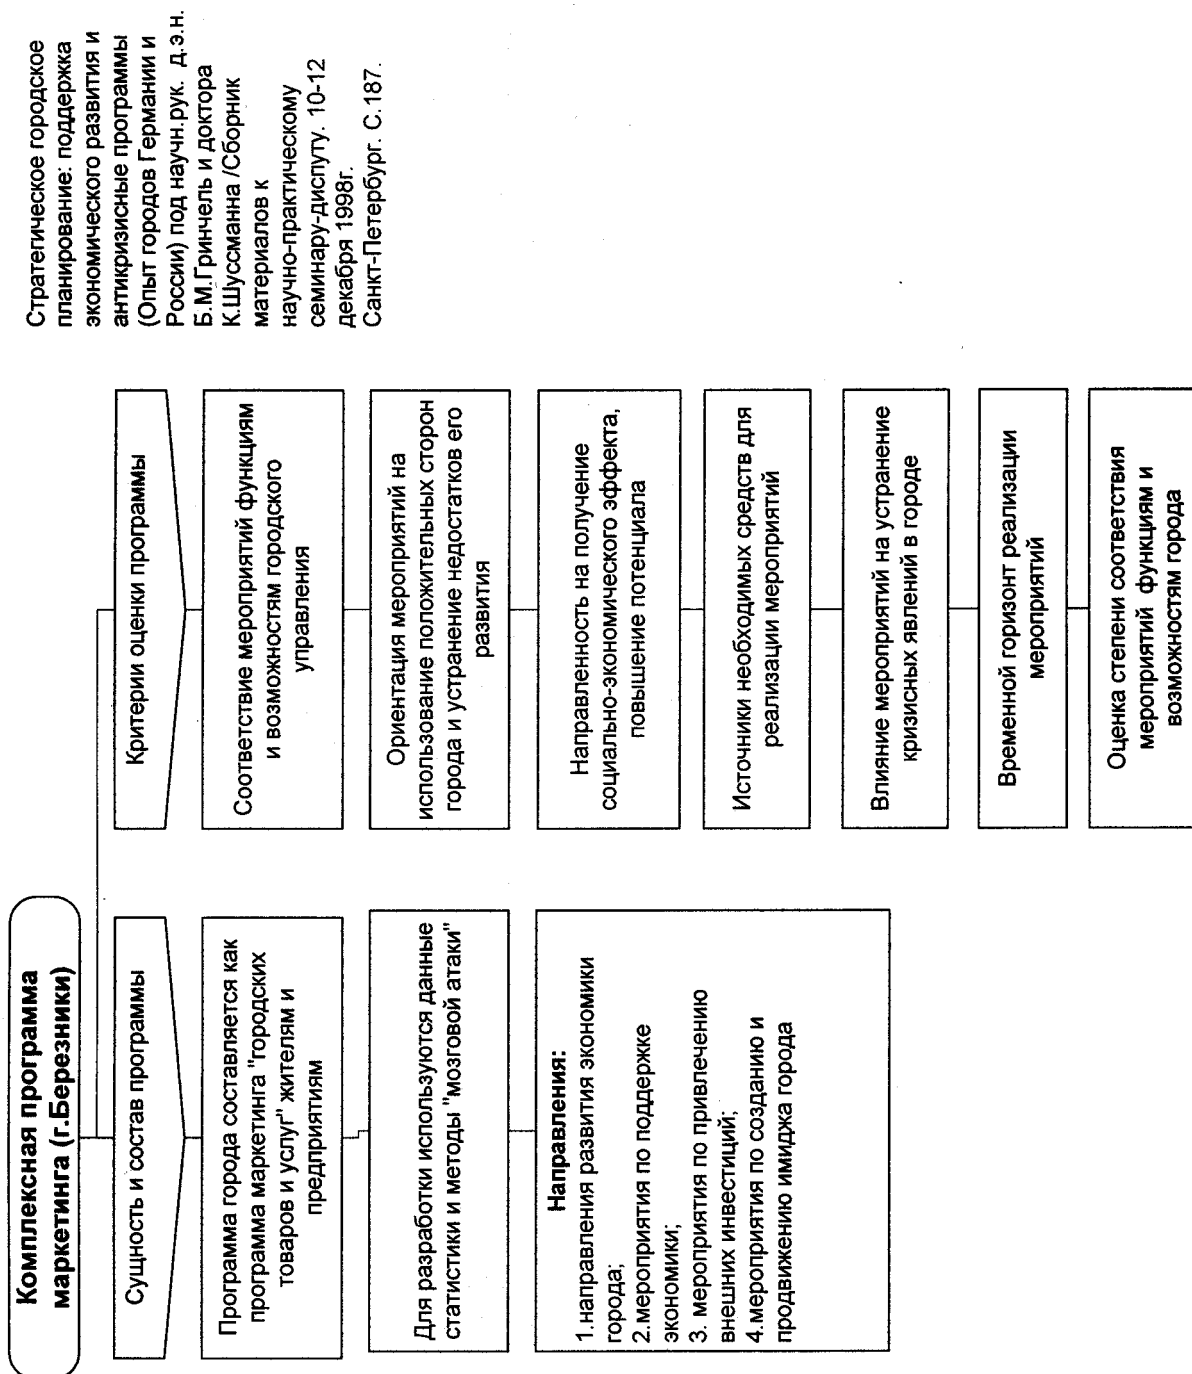 Комплексная программа
маркетинга (г.Березники)
Сущность и состав программы
Программа города составляется как
программа маркетинга "городских
товаров и услуг" жителям и
предприятиям
Для разработки используются данные
статистики и методы "мозговой атаки"
Направления:
1.направления развития экономики
города;
2.мероприятия по поддержке
экономики;
3. мероприятия по привлечению
внешних инвестиций;
4.мероприятия по созданию и
продвижению имиджа города
Критерии оценки программы
Соответствие мероприятий функциям
и возможностям городского
управления
Ориентация мероприятий на
использование положительных сторон
города и устранение недостатков его
развития
Направленность на получение
социально-экономического эффекта,
повышение потенциала
Источники необходимых средств для
реализации мероприятий
Влияние мероприятий на устранение
кризисных явлений в городе
Временной горизонт реализации
мероприятий
Оценка степени соответствия
мероприятий функциям и
возможностям города
Стратегическое городское
планирование: поддержка
экономического развития и
антикризисные программы
(Опыт городов Германии и
России) под научн.рук. д.э.н.
Б.М.Гринчель и доктора
К.Шуссманна /Сборник
материалов к
научно-практическому
семинару-диспуту. 10-12
декабря 1998г.
Санкт-Петербург. С.187.